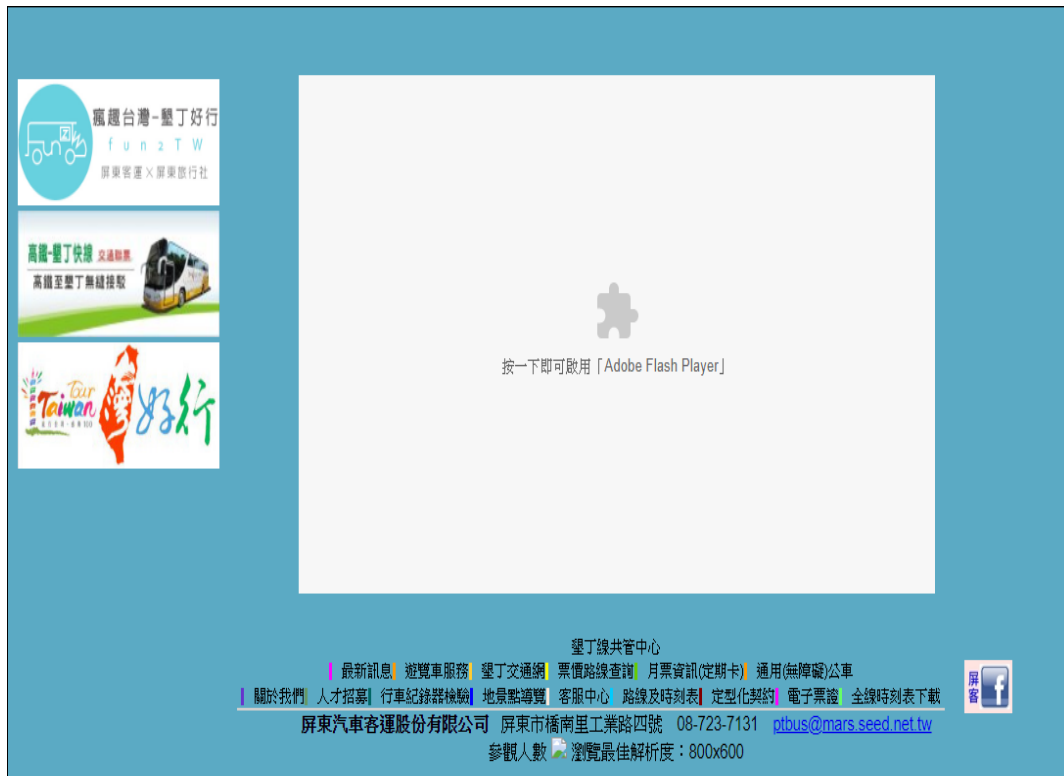 瘋趣台灣-墾丁好行
fun2TW
屏東客運×屏東旅行社
高鐵-墾丁快線 交通聯票
高鐵至墾丁無縫接駁
Tour
Taiwan
好行
按一下即可啟用「Adobe Flash Player」
墾丁線共管中心
最新訊息 遊覽車服務 墾丁交通網 票價路線查詢 月票資訊(定期卡) 通用(無障礙)公車
關於我們 人才招募 行車紀錄器檢驗 地景點導覽 客服中心 路線及時刻表 定型化契約 電子票證 全線時刻表下載
屏東汽車客運股份有限公司 屏東市橋南里工業路四號 08-723-7131 ptbus@mars.seed.net.tw
參觀人數 瀏覽最佳解析度：800x600
屏客 f